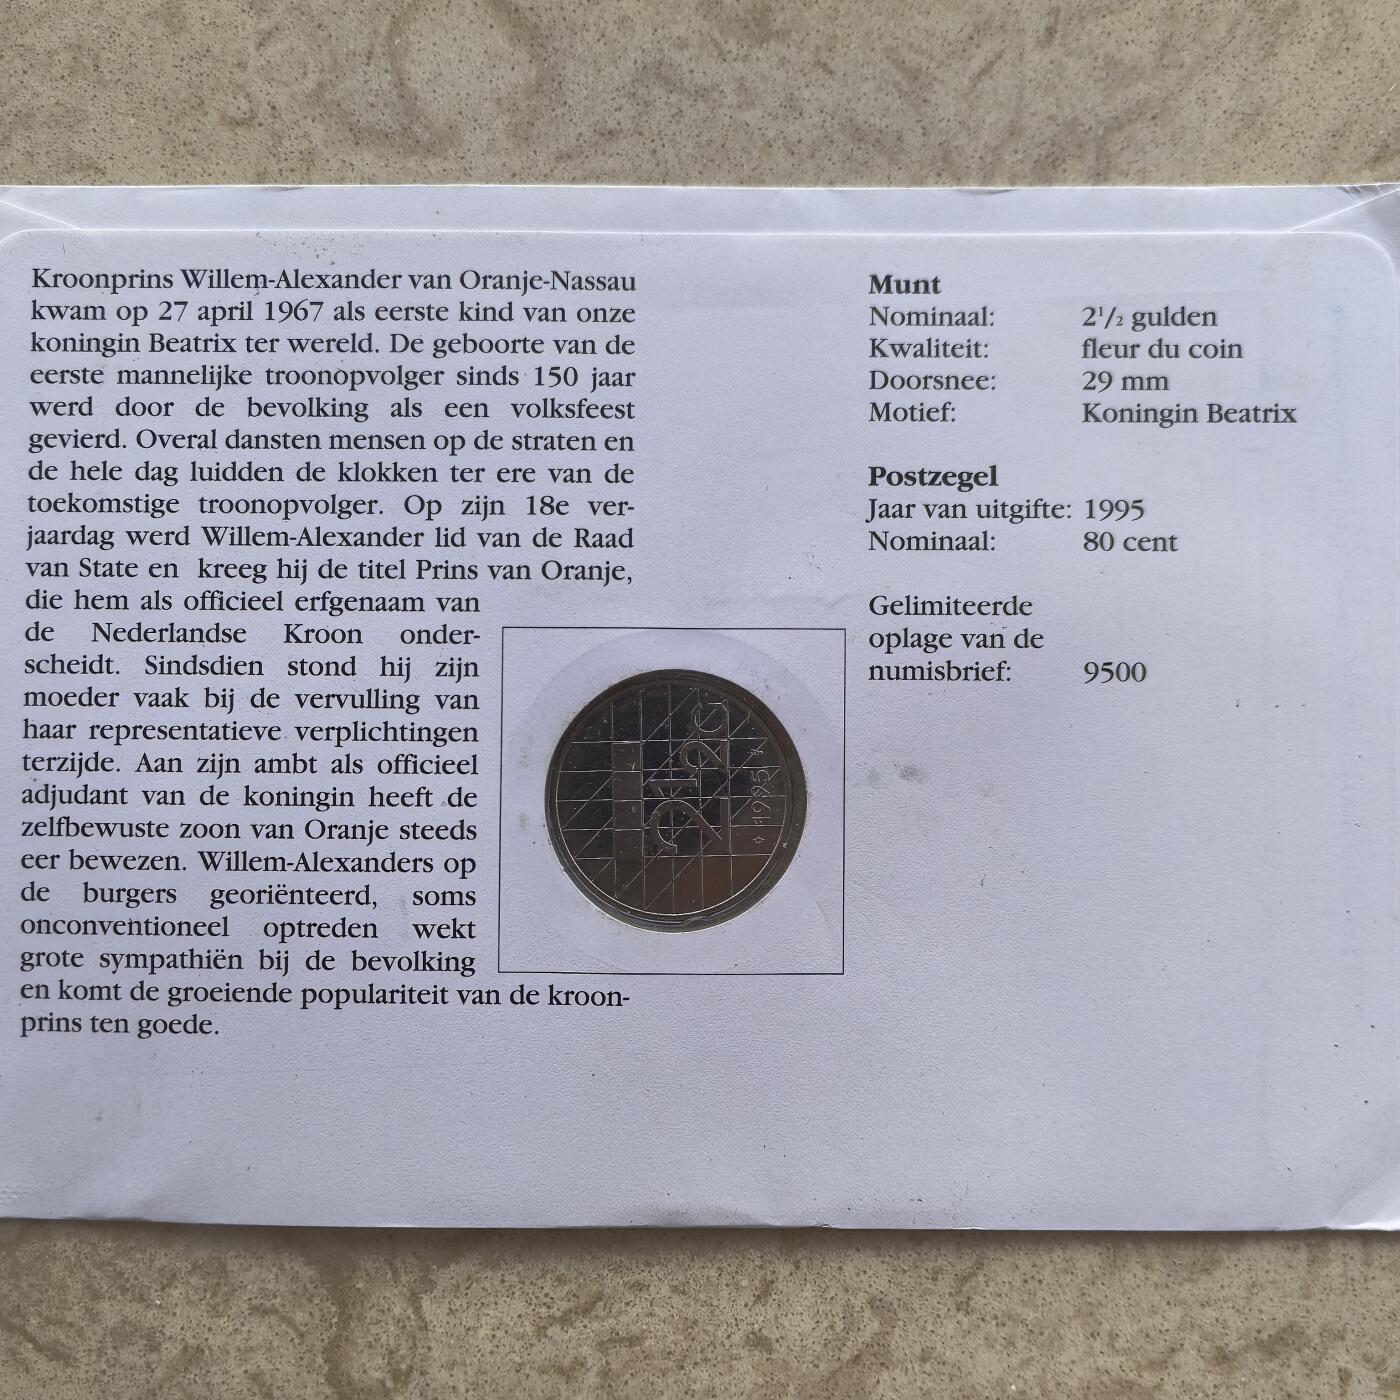 Kroonprins Willem-Alexander van Oranje-Nassau
kwam op 27 april 1967 als eerste kind van onze
koningin Beatrix ter wereld. De geboorte van de
eerste mannelijke troonopvolger sinds 150 jaar
werd door de bevolking als een volksfeest
gevierd. Overal dansten mensen op de straten en
de hele dag luidden de klokken ter ere van de
toekomstige troonopvolger. Op zijn 18e ver-
jaardag werd Willem-Alexander lid van de Raad
van State en kreeg hij de titel Prins van Oranje,
die hem als officieel erfgenaam van
de Nederlandse Kroon onder-
scheidt. Sindsdien stond hij zijn
moeder vaak bij de vervulling van
haar representatieve verplichtingen
terzijde. Aan zijn ambt als officieel
adjudant van de koningin heeft de
zelfbewuste zoon van Oranje steeds
eer bewezen. Willem-Alexanders op
de burgers georiënteerd, soms
onconventioneel optreden wekt
grote sympathiën bij de bevolking
en komt de groeiende populariteit van de kroon-
prins ten goede.
2 1/2 G
1995
Munt
Nominaal: 2 1/2 gulden
Kwaliteit: fleur du coin
Doorsnee: 29 mm
Motief: Koningin Beatrix
Postzegel
Jaar van uitgifte: 1995
Nominaal: 80 cent
Gelimiteerde
oplage van de
numisbrief: 9500